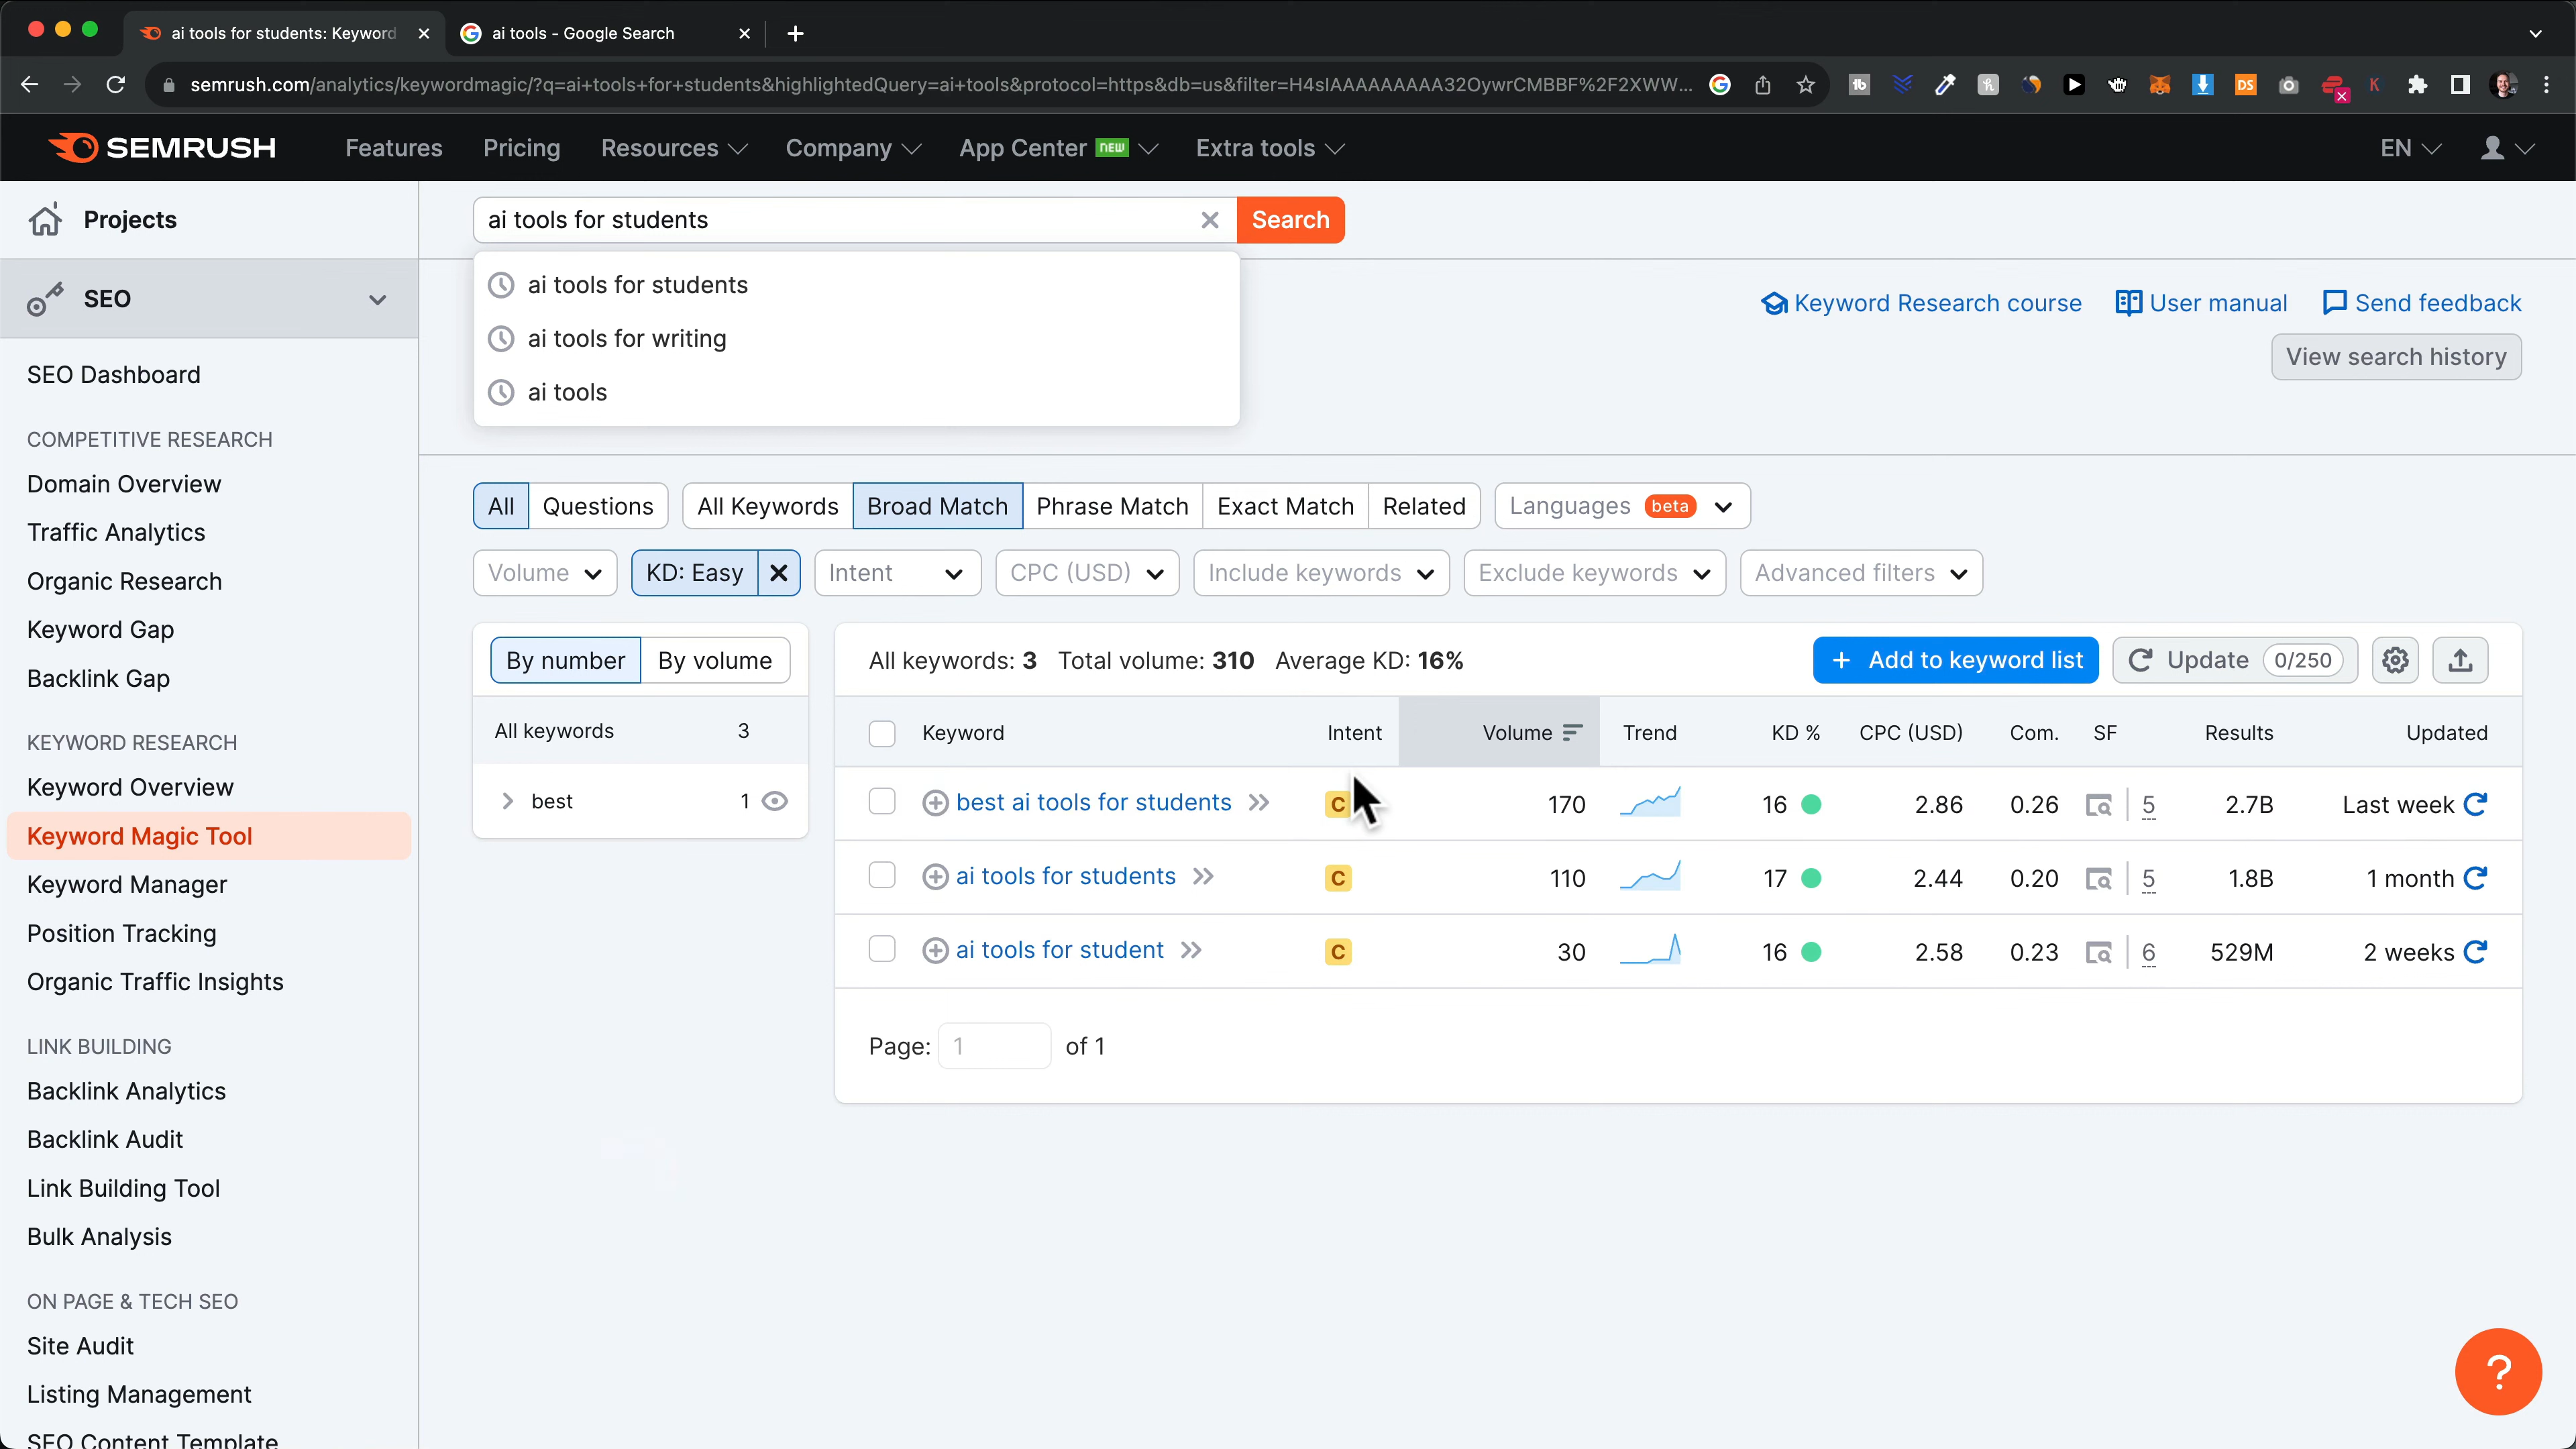 ai tools for students: Keyword
ai tools - Google Search
semrush.com/analytics/keywordmagic/?q=ai+tools+for+students&highlightedQuery=ai+tools&protocol=https&db=us&filter=H4sIAAAAAAAAA32OywrCMBBF%2F2XWW...
SEMRUSH
Features
Pricing
Resources
Company
App Center new
Extra tools
EN
Projects
ai tools for students
Search
ai tools for students
ai tools for writing
ai tools
Keyword Research course
User manual
Send feedback
View search history
SEO
SEO Dashboard
COMPETITIVE RESEARCH
Domain Overview
Traffic Analytics
Organic Research
Keyword Gap
Backlink Gap
KEYWORD RESEARCH
Keyword Overview
Keyword Magic Tool
Keyword Manager
Position Tracking
Organic Traffic Insights
LINK BUILDING
Backlink Analytics
Backlink Audit
Link Building Tool
Bulk Analysis
ON PAGE & TECH SEO
Site Audit
Listing Management
SEO Content Template
All Questions All Keywords Broad Match Phrase Match Exact Match Related Languages beta
Volume KD: Easy Intent CPC (USD) Include keywords Exclude keywords Advanced filters
By number By volume
All keywords 3
best 1
All keywords: 3 Total volume: 310 Average KD: 16%
+ Add to keyword list
Update 0/250
Keyword Intent Volume Trend KD % CPC (USD) Com. SF Results Updated
best ai tools for students C 170 16 2.86 0.26 5 2.7B Last week
ai tools for students C 110 17 2.44 0.20 5 1.8B 1 month
ai tools for student C 30 16 2.58 0.23 6 529M 2 weeks
Page: 1 of 1
?